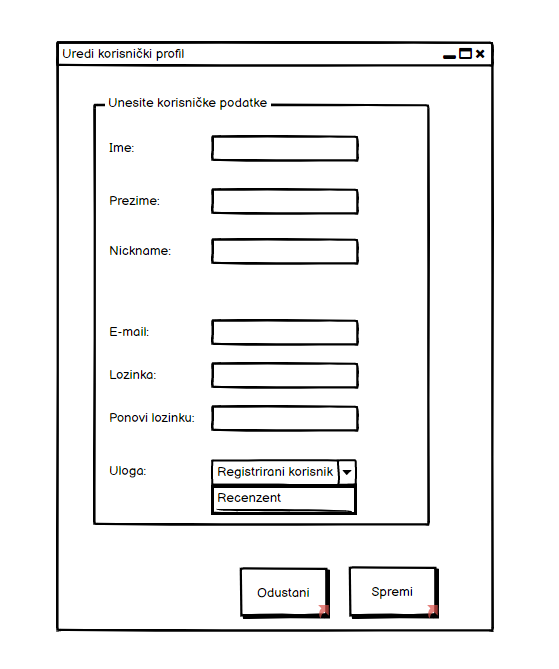 Uredi korisnički profil
Unesite korisničke podatke
Ime:
Prezime:
Nickname:
E-mail:
Lozinka:
Ponovi lozinku:
Uloga:
Registrirani korisnik
Recenzent
Odustani
Spremi